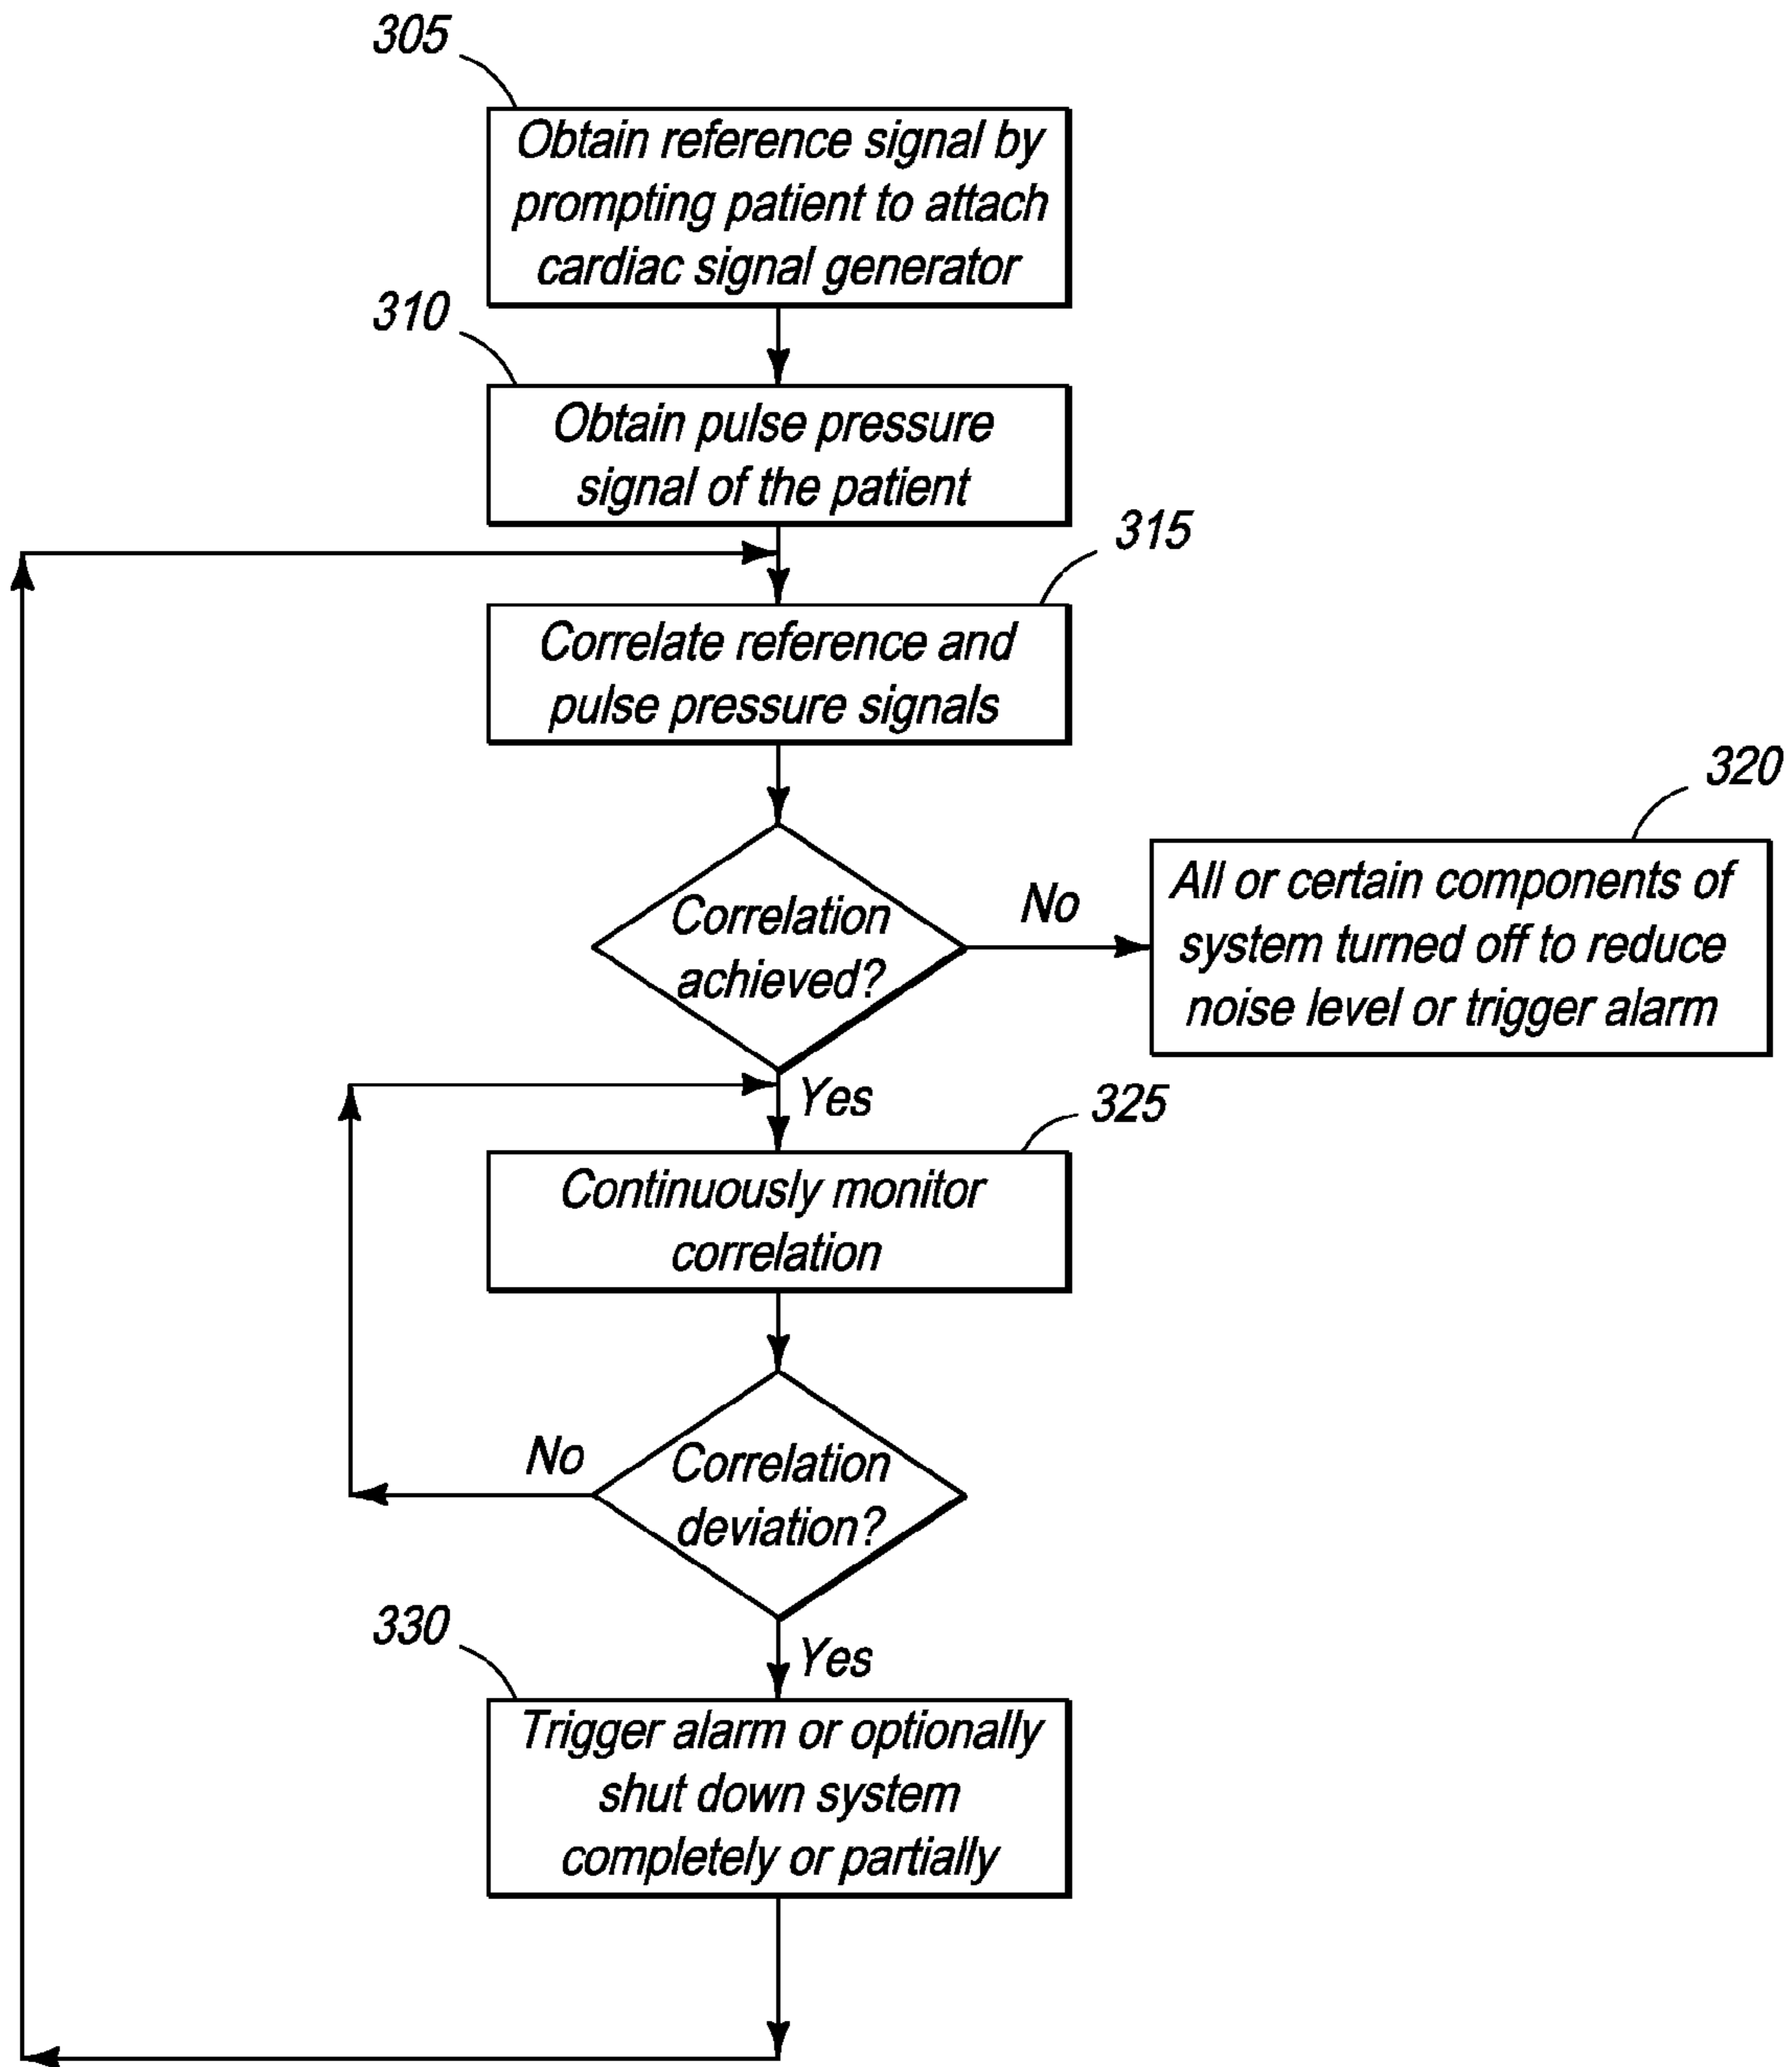 305
Obtain reference signal by
prompting patient to attach
cardiac signal generator
310
Obtain pulse pressure
signal of the patient
315
Correlate reference and
pulse pressure signals
320
Correlation
achieved?
No
All or certain components of
system turned off to reduce
noise level or trigger alarm
Yes
325
Continuously monitor
correlation
No
Correlation
deviation?
330
Yes
Trigger alarm or optionally
shut down system
completely or partially